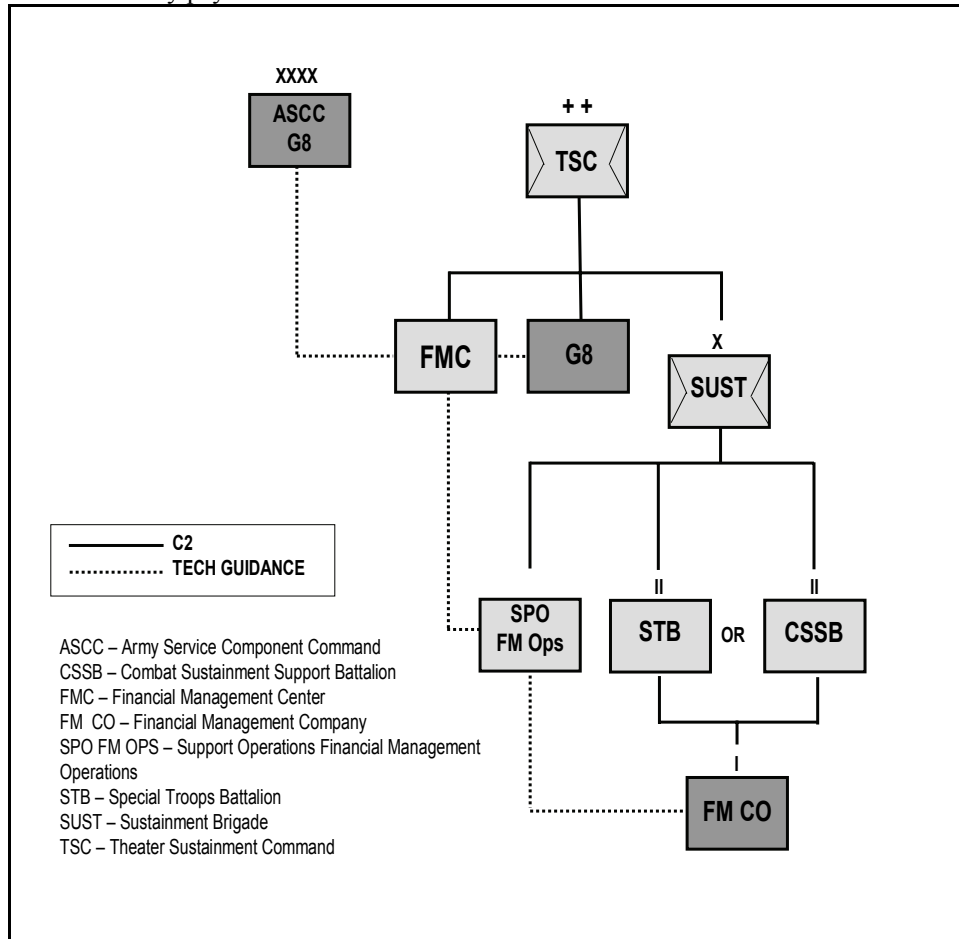 XXXX
ASCC
G8
+ +
TSC
FMC
G8
X
SUST
C2
TECH GUIDANCE
SPO
FM Ops
II
STB
OR
II
CSSB
ASCC – Army Service Component Command
CSSB – Combat Sustainment Support Battalion
FMC – Financial Management Center
FM CO – Financial Management Company
SPO FM OPS – Support Operations Financial Management
Operations
STB – Special Troops Battalion
SUST – Sustainment Brigade
TSC – Theater Sustainment Command
I
FM CO